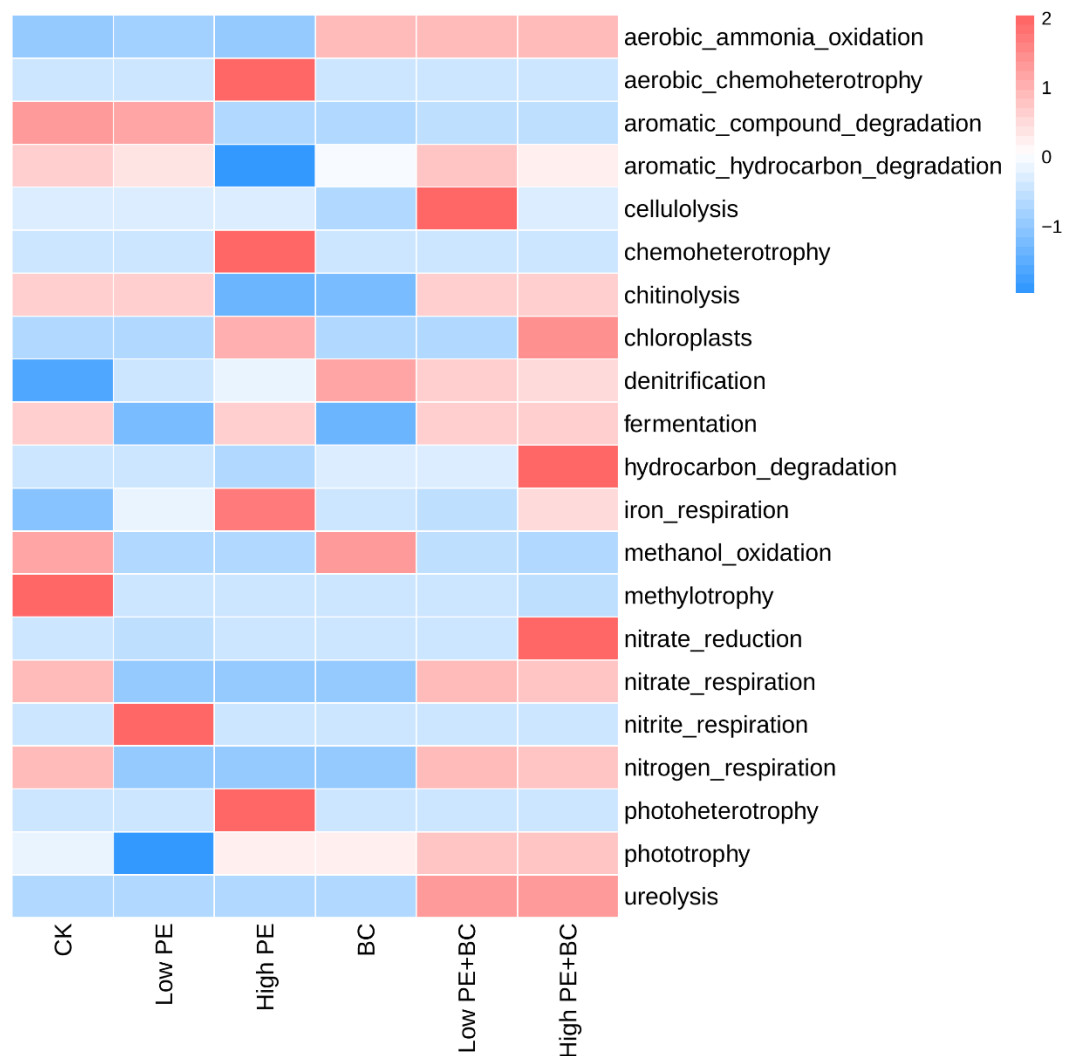 aerobic_ammonia_oxidation
aerobic_chemoheterotrophy
aromatic_compound_degradation
aromatic_hydrocarbon_degradation
cellulolysis
chemoheterotrophy
chitinolysis
chloroplasts
denitrification
fermentation
hydrocarbon_degradation
iron_respiration
methanol_oxidation
methylotrophy
nitrate_reduction
nitrate_respiration
nitrite_respiration
nitrogen_respiration
photoheterotrophy
phototrophy
ureolysis
CK
Low PE
High PE
BC
Low PE+BC
High PE+BC
2
1
0
−1